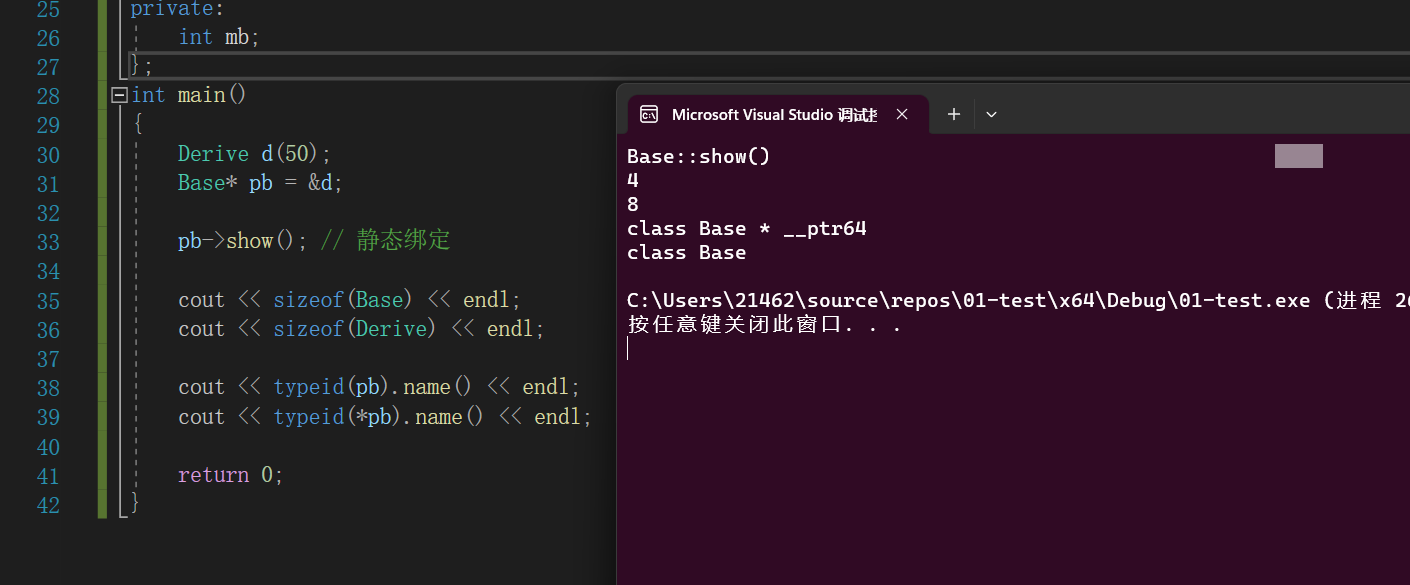 25 private:
26 int mb;
27 };
28 int main()
29 {
30 Derive d(50);
31 Base* pb = &d;
32
33 pb->show(); // 静态绑定
34
35 cout << sizeof(Base) << endl;
36 cout << sizeof(Derive) << endl;
37
38 cout << typeid(pb).name() << endl;
39 cout << typeid(*pb).name() << endl;
40
41 return 0;
42 }
Microsoft Visual Studio 调试
Base::show()
4
8
class Base * __ptr64
class Base
C:\Users\21462\source\repos\01-test\x64\Debug\01-test.exe (进程 2
按任意键关闭此窗口. . .